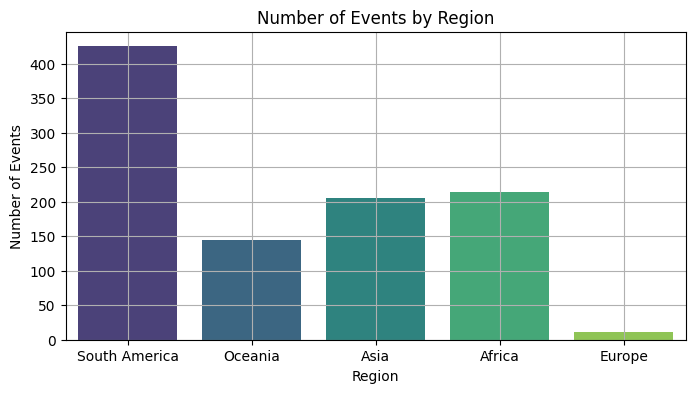 Number of Events by Region
Number of Events
400
350
300
250
200
150
100
50
0
South America
Oceania
Asia
Africa
Europe
Region